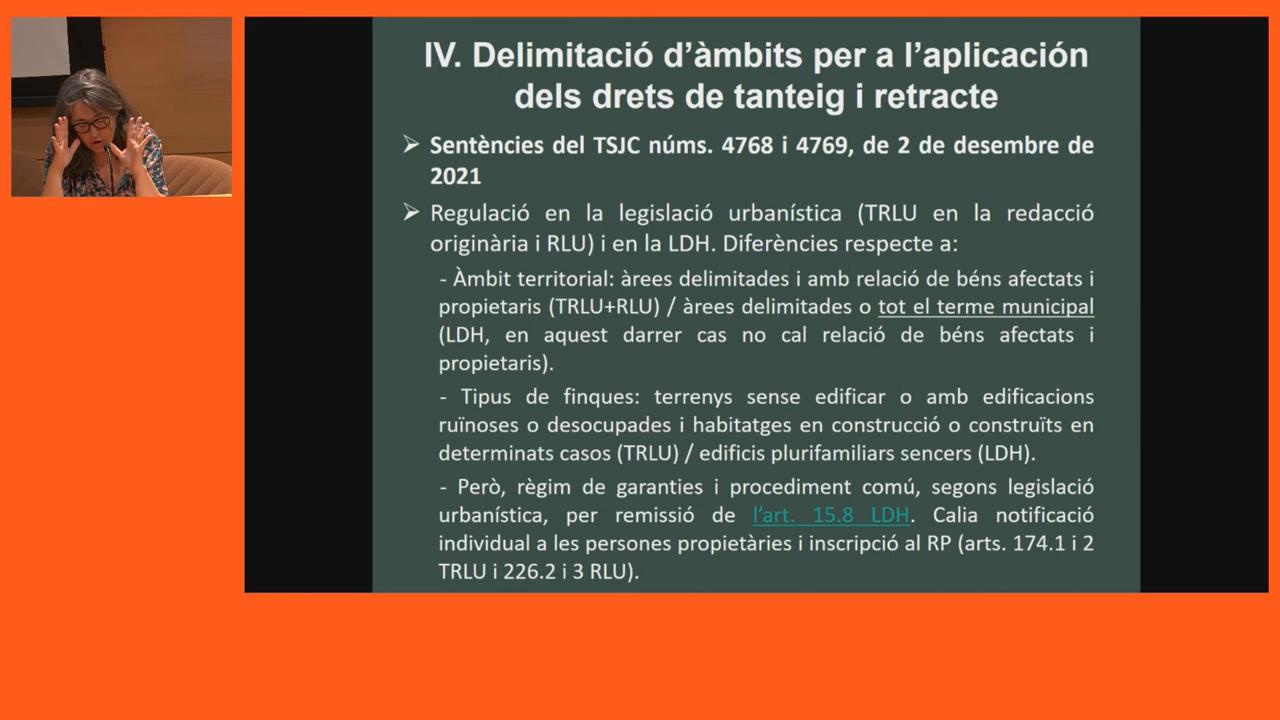 IV. Delimitació d’àmbits per a l’aplicación
dels drets de tanteig i retracte
Sentències del TSJC núms. 4768 i 4769, de 2 de desembre de
2021
Regulació en la legislació urbanística (TRLU en la redacció
originària i RLU) i en la LDH. Diferències respecte a:
- Àmbit territorial: àrees delimitades i amb relació de béns afectats i
propietaris (TRLU+RLU) / àrees delimitades o tot el terme municipal
(LDH, en aquest darrer cas no cal relació de béns afectats i
propietaris).
- Tipus de finques: terrenys sense edificar o amb edificacions
ruïnoses o desocupades i habitatges en construcció o construïts en
determinats casos (TRLU) / edificis plurifamiliars sencers (LDH).
- Però, règim de garanties i procediment comú, segons legislació
urbanística, per remissió de l’art. 15.8 LDH. Calia notificació
individual a les persones propietàries i inscripció al RP (arts. 174.1 i 2
TRLU i 226.2 i 3 RLU).